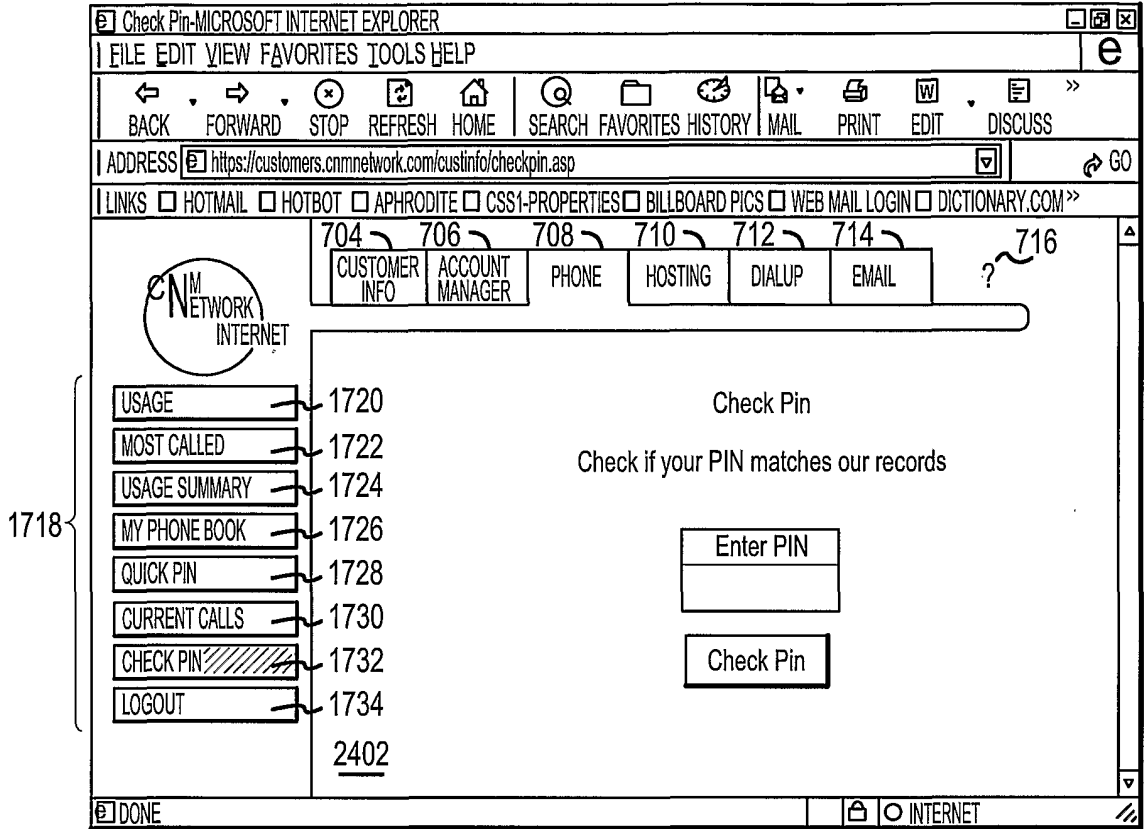 Check Pin-MICROSOFT INTERNET EXPLORER
FILE EDIT VIEW FAVORITES TOOLS HELP
e
BACK FORWARD STOP REFRESH HOME SEARCH FAVORITES HISTORY MAIL PRINT EDIT DISCUSS >>
W
ADDRESS e https://customers.cnmnetwork.com/custinfo/checkpin.asp GO
LINKS HOTMAIL HOTBOT APHRODITE CSS1-PROPERTIES BILLBOARD PICS WEB MAIL LOGIN DICTIONARY.COM >>
704 706 708 710 712 714 716
CUSTOMER INFO
ACCOUNT MANAGER
PHONE
HOSTING
DIALUP
EMAIL
?
CNM
NETWORK
INTERNET
1718
USAGE 1720
MOST CALLED 1722
USAGE SUMMARY 1724
MY PHONE BOOK 1726
QUICK PIN 1728
CURRENT CALLS 1730
CHECK PIN 1732
LOGOUT 1734
2402
Check Pin
Check if your PIN matches our records
Enter PIN
Check Pin
e DONE INTERNET